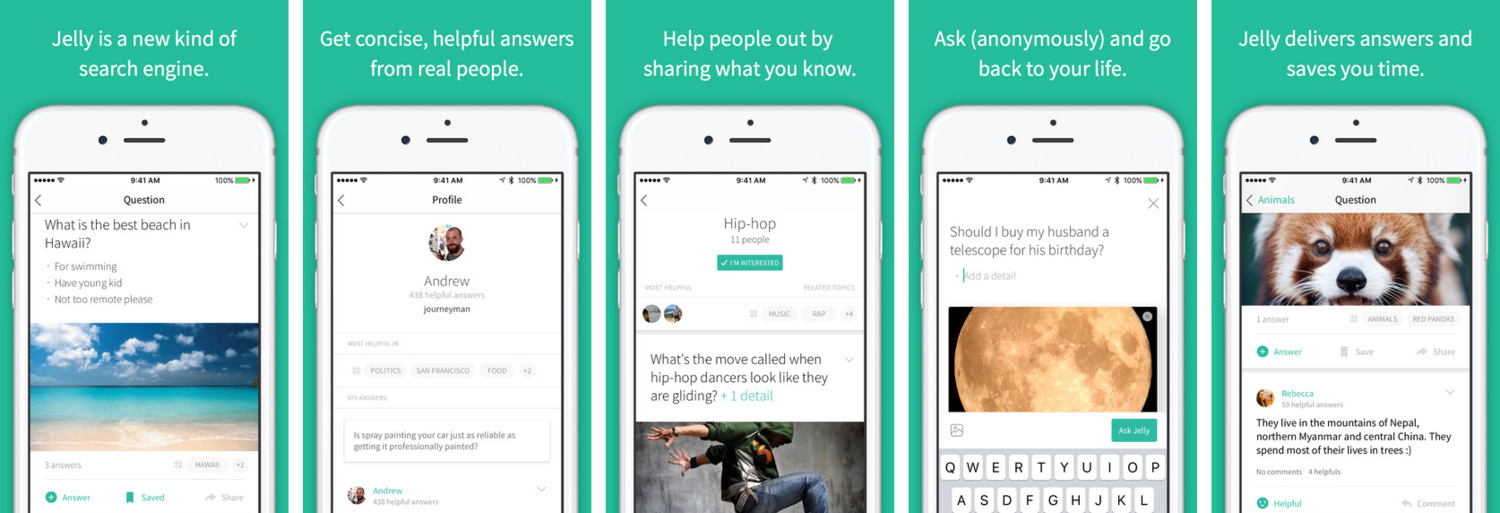 Jelly is a new kind of
search engine.
9:41 AM
100%
Question
What is the best beach in
Hawaii?
· For swimming
· Have young kid
· Not too remote please
3 answers
# HAWAII +2
Answer
Saved
Share
Get concise, helpful answers
from real people.
9:41 AM
100%
Profile
Andrew
438 helpful answers
journeyman
MOST HELPFUL IN
# POLITICS SAN FRANCISCO FOOD +2
979 ANSWERS
Is spray painting your car just as reliable as
getting it professionally painted?
Andrew
438 helpful answers
Help people out by
sharing what you know.
9:41 AM
100%
Hip-hop
11 people
I'M INTERESTED
MOST HELPFUL
RELATED TOPICS
# MUSIC RAP +4
What's the move called when
hip-hop dancers look like they
are gliding? + 1 detail
Ask (anonymously) and go
back to your life.
9:41 AM
100%
Should I buy my husband a
telescope for his birthday?
· Add a detail
Ask Jelly
Q W E R T Y U I O P
A S D F G H J K L
Jelly delivers answers and
saves you time.
9:41 AM
100%
Animals
Question
1 answer
# ANIMALS RED PANDAS
Answer
Save
Share
Rebecca
59 helpful answers
They live in the mountains of Nepal,
northern Myanmar and central China. They
spend most of their lives in trees :)
No comments 4 helpfuls
Helpful
Comment